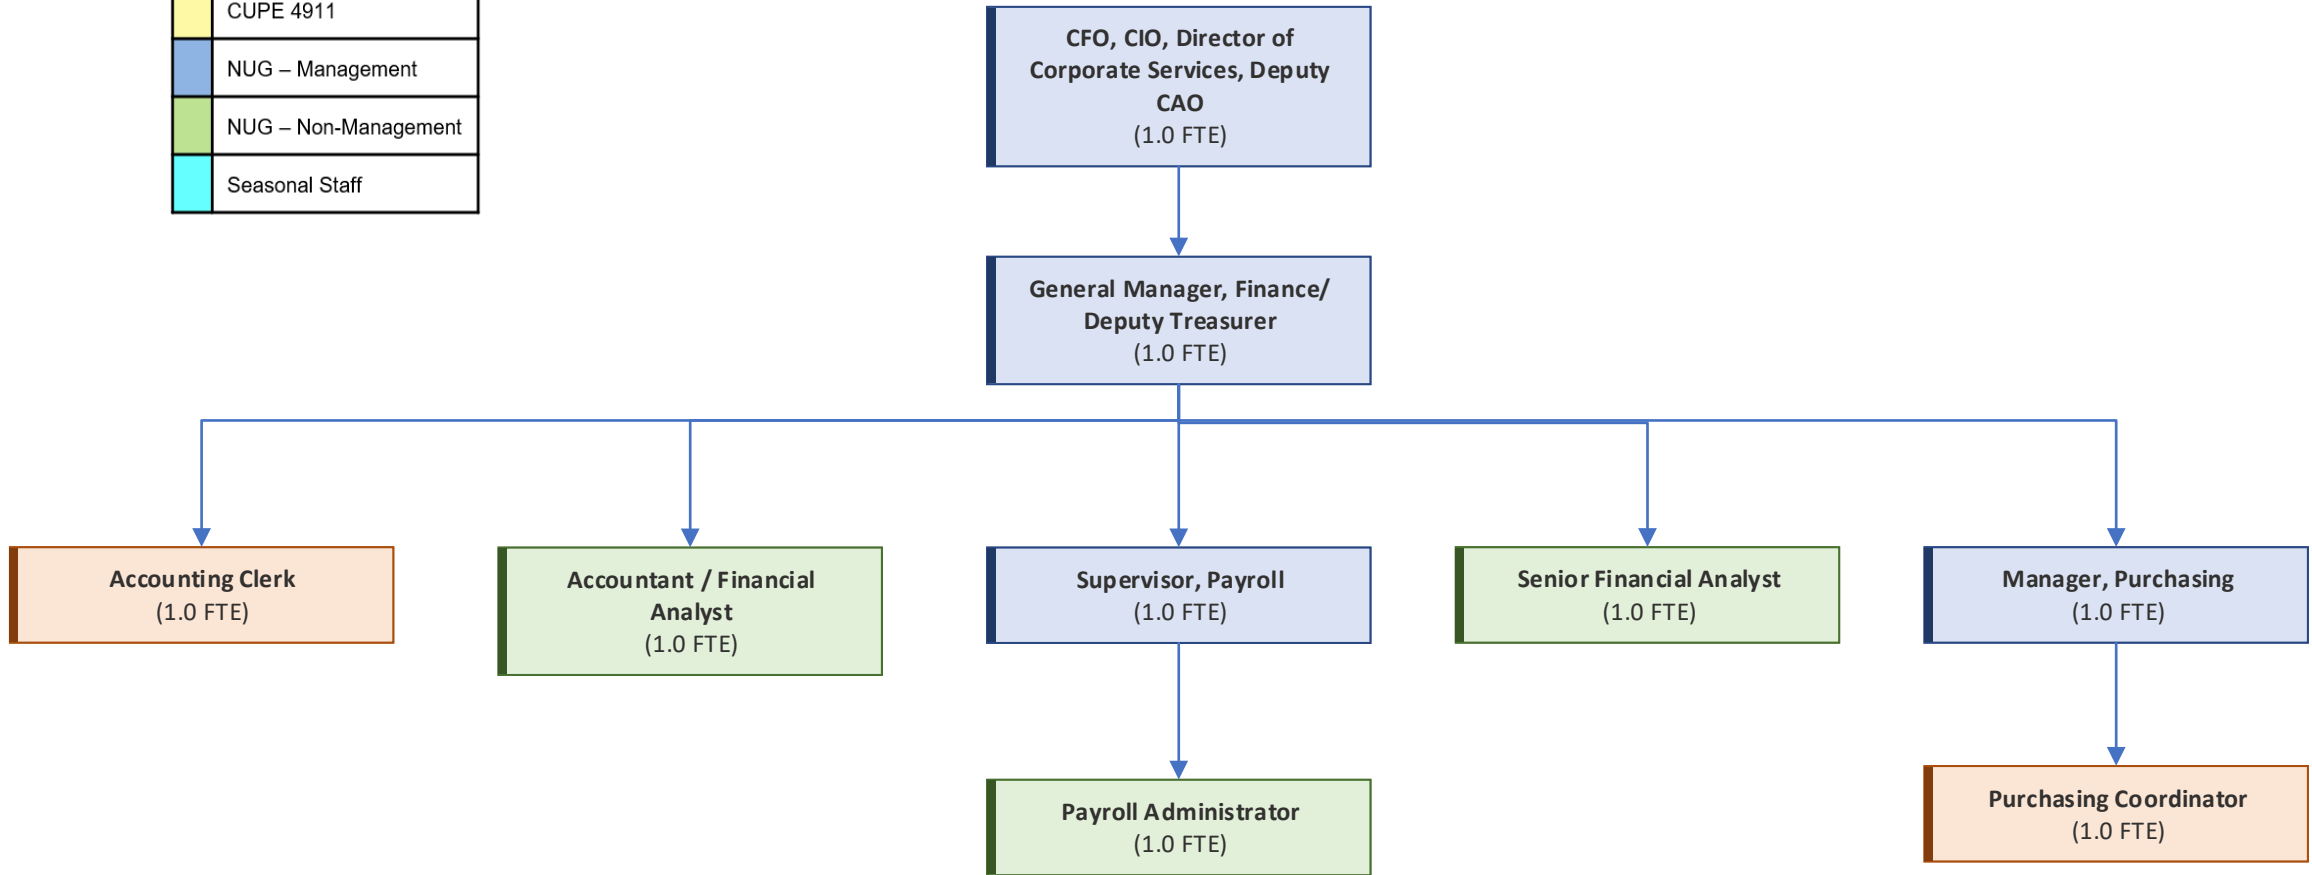 CUPE 4911
NUG – Management
NUG – Non-Management
Seasonal Staff
CFO, CIO, Director of
Corporate Services, Deputy
CAO
(1.0 FTE)
General Manager, Finance/
Deputy Treasurer
(1.0 FTE)
Accounting Clerk
(1.0 FTE)
Accountant / Financial
Analyst
(1.0 FTE)
Supervisor, Payroll
(1.0 FTE)
Senior Financial Analyst
(1.0 FTE)
Manager, Purchasing
(1.0 FTE)
Payroll Administrator
(1.0 FTE)
Purchasing Coordinator
(1.0 FTE)